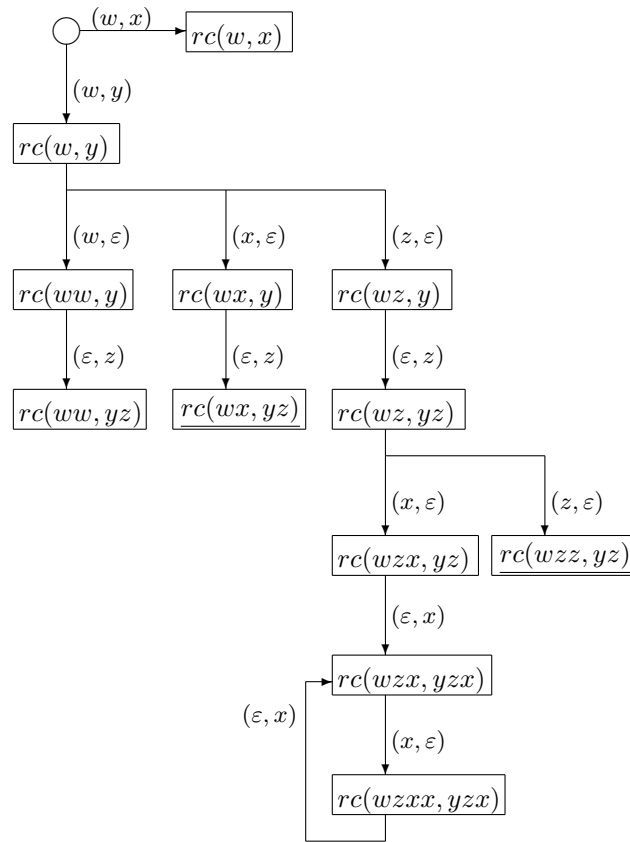 (w, x)
rc(w, x)
(w, y)
rc(w, y)
(w, ε) (x, ε) (z, ε)
rc(ww, y) rc(wx, y) rc(wz, y)
(ε, z) (ε, z) (ε, z)
rc(ww, yz) rc(wx, yz) rc(wz, yz)
(x, ε) (z, ε)
rc(wzx, yz) rc(wzz, yz)
(ε, x)
rc(wzx, yzx)
(ε, x)
(x, ε)
rc(wzxx, yzx)